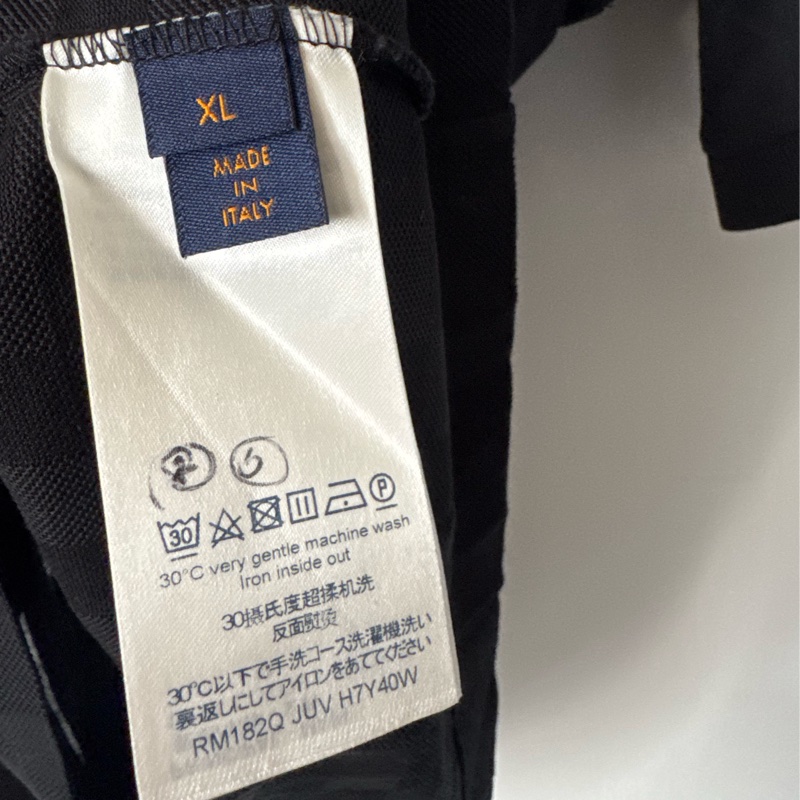 XL
MADE
IN
ITALY
30
P
30°C very gentle machine wash
Iron inside out
30摄氏度超揉机洗
反面熨烫
30°C以下で手洗コース洗濯機洗い
裏返しにしてアイロンをあててください
RM182Q JUV H7Y40W